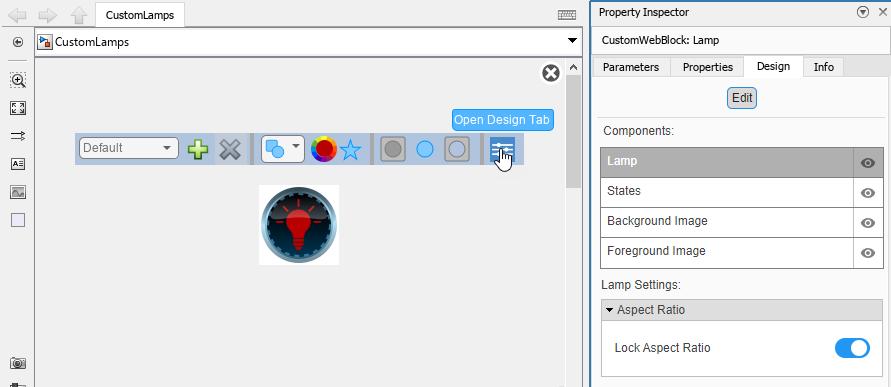 CustomLamps
CustomLamps
Open Design Tab
Default
Property Inspector
CustomWebBlock: Lamp
Parameters
Properties
Design
Info
Edit
Components:
Lamp
States
Background Image
Foreground Image
Lamp Settings:
Aspect Ratio
Lock Aspect Ratio